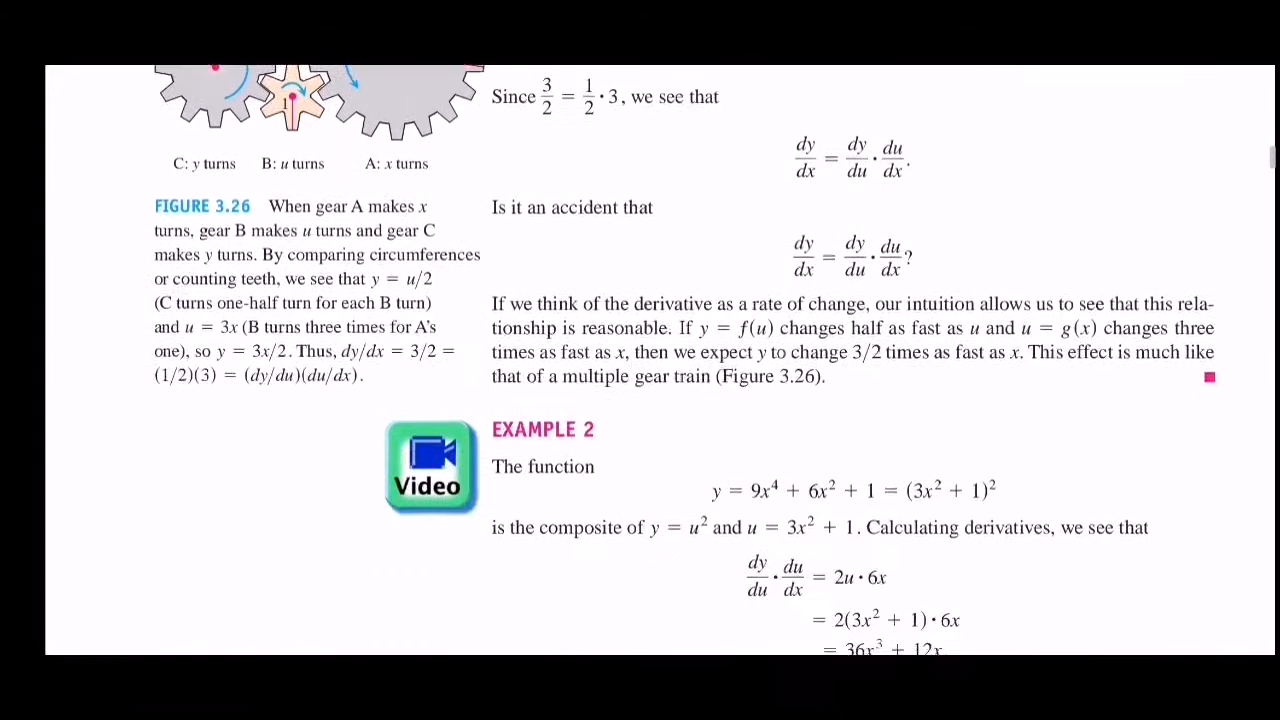 1
C: y turns B: u turns A: x turns
FIGURE 3.26 When gear A makes x
turns, gear B makes u turns and gear C
makes y turns. By comparing circumferences
or counting teeth, we see that y = u/2
(C turns one-half turn for each B turn)
and u = 3x (B turns three times for A's
one), so y = 3x/2. Thus, dy/dx = 3/2 =
(1/2)(3) = (dy/du)(du/dx).
Since 3/2 = 1/2 · 3, we see that
dy/dx = dy/du · du/dx.
Is it an accident that
dy/dx = dy/du · du/dx?
If we think of the derivative as a rate of change, our intuition allows us to see that this rela-
tionship is reasonable. If y = f(u) changes half as fast as u and u = g(x) changes three
times as fast as x, then we expect y to change 3/2 times as fast as x. This effect is much like
that of a multiple gear train (Figure 3.26).
Video
EXAMPLE 2
The function
y = 9x⁴ + 6x² + 1 = (3x² + 1)²
is the composite of y = u² and u = 3x² + 1. Calculating derivatives, we see that
dy/du · du/dx = 2u · 6x
= 2(3x² + 1) · 6x
= 36x³ + 12x